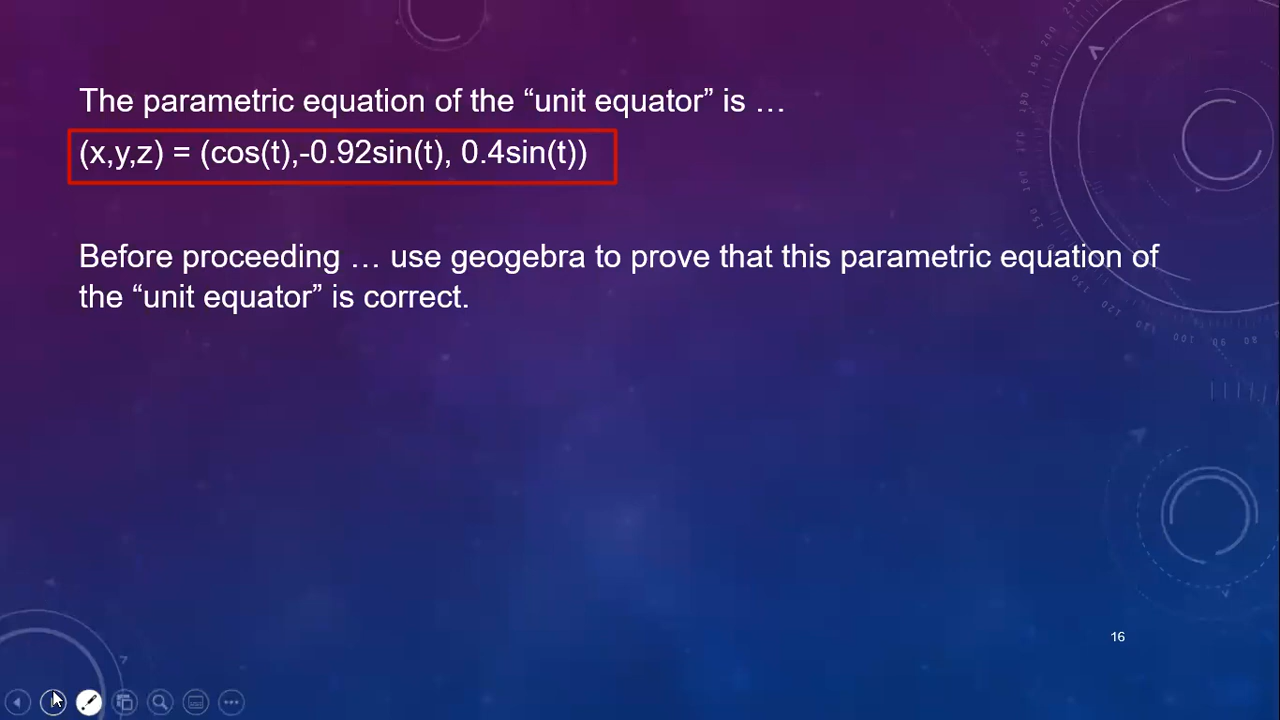 The parametric equation of the “unit equator” is …
(x,y,z) = (cos(t),-0.92sin(t), 0.4sin(t))
Before proceeding … use geogebra to prove that this parametric equation of
the “unit equator” is correct.
16